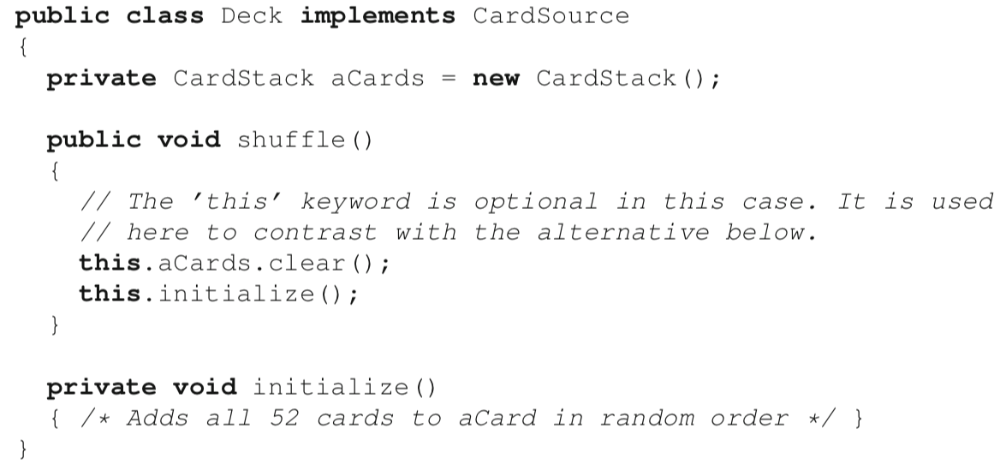 public class Deck implements CardSource
{
  private CardStack aCards = new CardStack();
  public void shuffle()
  {
    // The 'this' keyword is optional in this case. It is used
    // here to contrast with the alternative below.
    this.aCards.clear();
    this.initialize();
  }
  private void initialize()
  { /* Adds all 52 cards to aCard in random order */ }
}